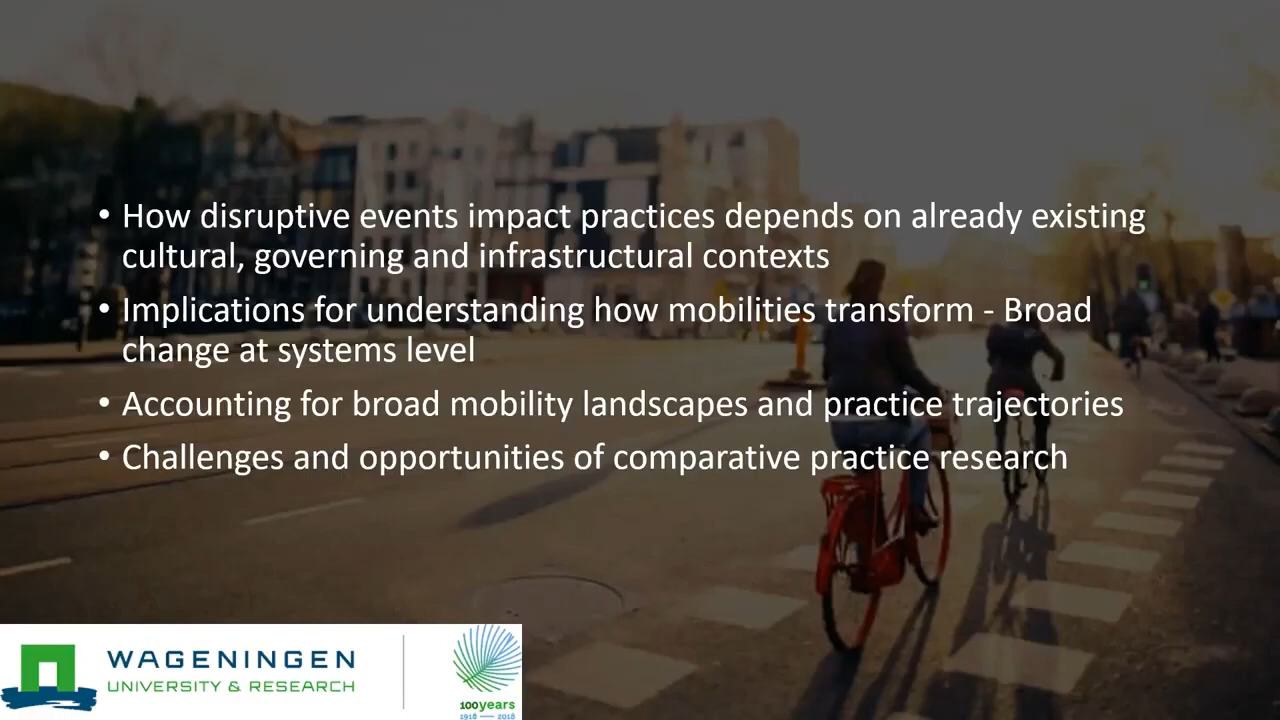 • How disruptive events impact practices depends on already existing
cultural, governing and infrastructural contexts
• Implications for understanding how mobilities transform - Broad
change at systems level
• Accounting for broad mobility landscapes and practice trajectories
• Challenges and opportunities of comparative practice research
WAGENINGEN
UNIVERSITY & RESEARCH
100years
1918 — 2018